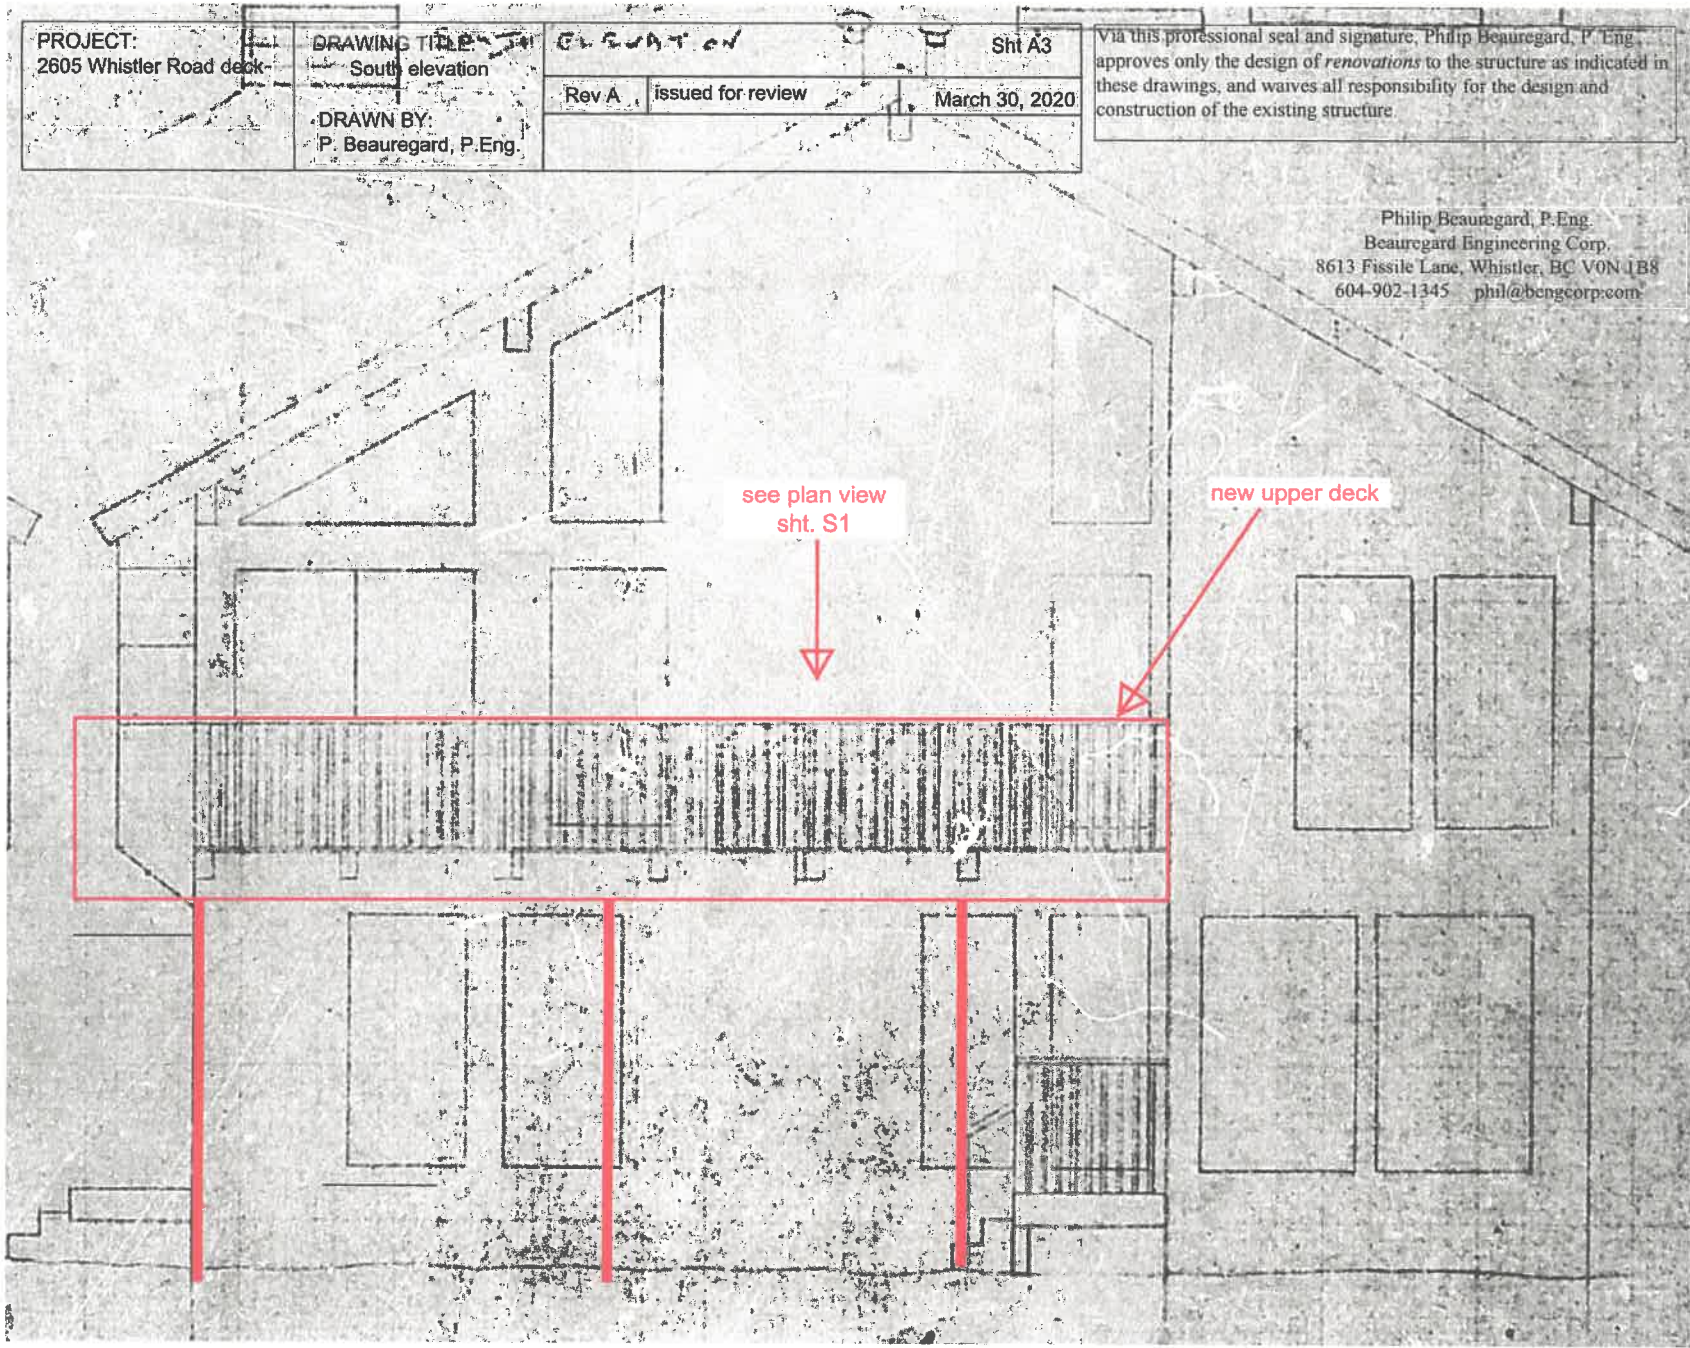 PROJECT:
2605 Whistler Road deck
DRAWING TITLE:
South elevation
DRAWN BY:
P. Beauregard, P.Eng.
ELEVATION
Sht A3
Rev A
issued for review
March 30, 2020
Via this professional seal and signature, Philip Beauregard, P. Eng.
approves only the design of renovations to the structure as indicated in
these drawings, and waives all responsibility for the design and
construction of the existing structure.
Philip Beauregard, P.Eng.
Beauregard Engineering Corp.
8613 Fissile Lane, Whistler, BC V0N 1B8
604-902-1345 phil@bengcorp.com
see plan view
sht. S1
new upper deck